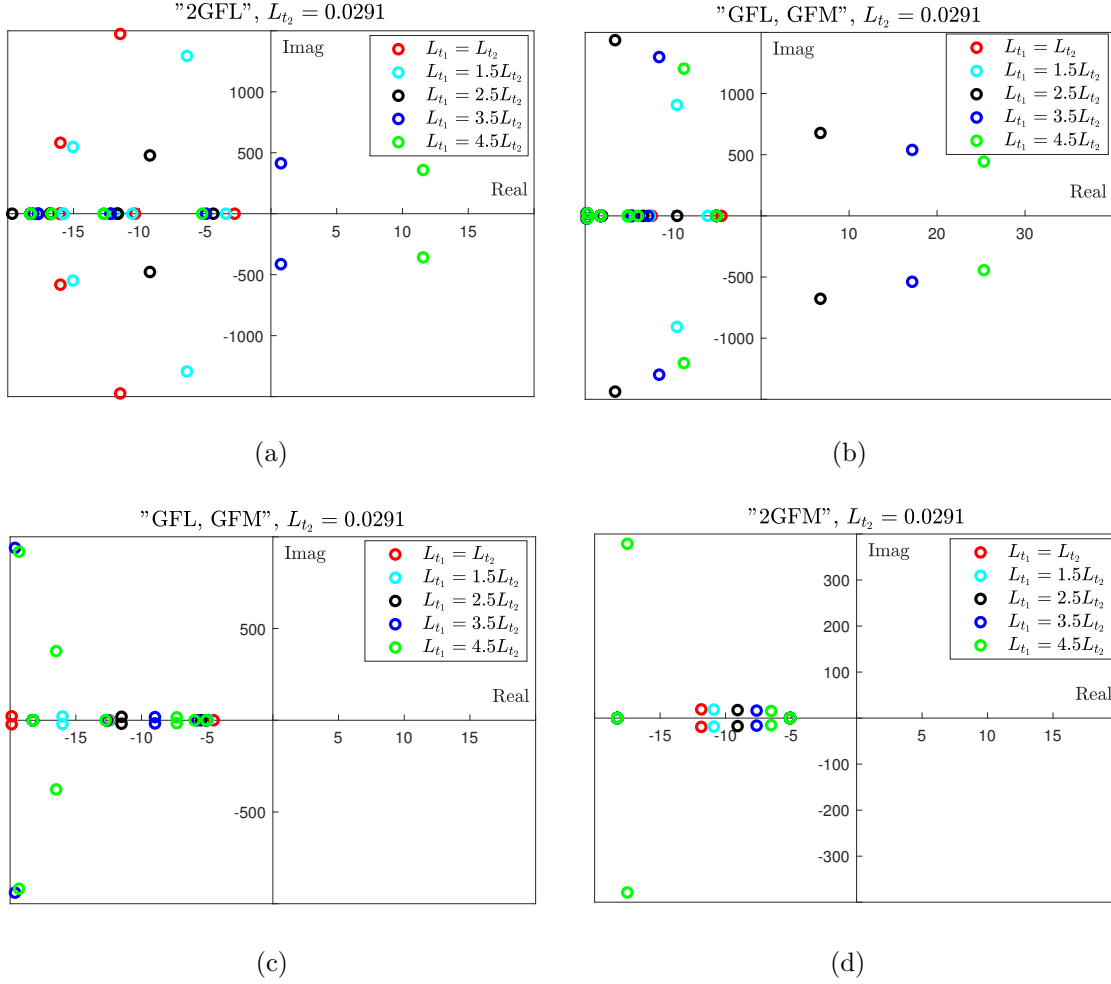 "2GFL", L_{t_2} = 0.0291
Imag
L_{t_1} = L_{t_2}
L_{t_1} = 1.5L_{t_2}
L_{t_1} = 2.5L_{t_2}
L_{t_1} = 3.5L_{t_2}
L_{t_1} = 4.5L_{t_2}
1000
500
Real
-15 -10 -5 5 10 15
-500
-1000
(a)
"GFL, GFM", L_{t_2} = 0.0291
Imag
L_{t_1} = L_{t_2}
L_{t_1} = 1.5L_{t_2}
L_{t_1} = 2.5L_{t_2}
L_{t_1} = 3.5L_{t_2}
L_{t_1} = 4.5L_{t_2}
1000
500
Real
-10 10 20 30
-500
-1000
(b)
"GFL, GFM", L_{t_2} = 0.0291
Imag
L_{t_1} = L_{t_2}
L_{t_1} = 1.5L_{t_2}
L_{t_1} = 2.5L_{t_2}
L_{t_1} = 3.5L_{t_2}
L_{t_1} = 4.5L_{t_2}
500
Real
-15 -10 -5 5 10 15
-500
(c)
"2GFM", L_{t_2} = 0.0291
Imag
L_{t_1} = L_{t_2}
L_{t_1} = 1.5L_{t_2}
L_{t_1} = 2.5L_{t_2}
L_{t_1} = 3.5L_{t_2}
L_{t_1} = 4.5L_{t_2}
300
200
100
Real
-15 -10 -5 5 10 15
-100
-200
-300
(d)